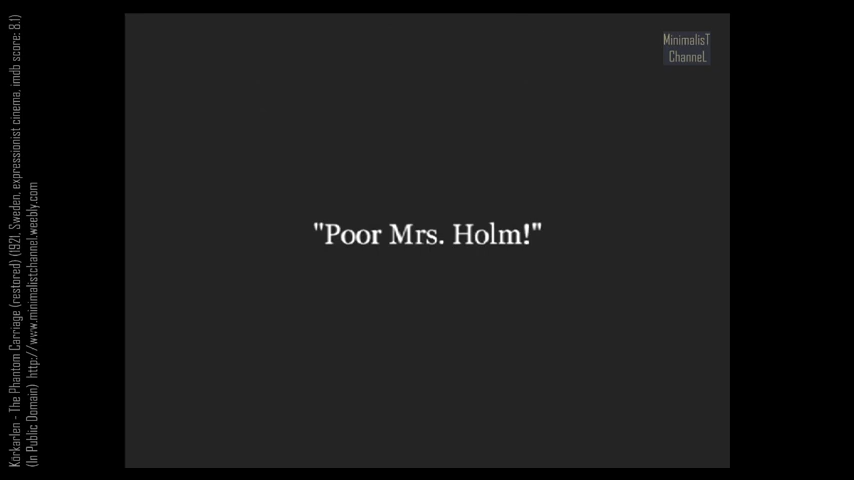 MinimalisT
ChanneL
"Poor Mrs. Holm!"
Körkarlen - The Phantom Carriage (restored) (1921, Sweden, expressionist cinema, imdb score: 8.1)
(In Public Domain) http://www.minimalistchannel.weebly.com